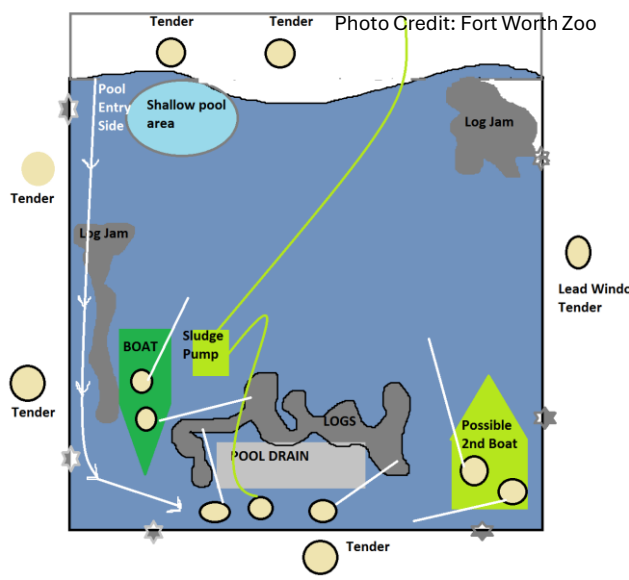 Tender
Tender
Photo Credit: Fort Worth Zoo
Pool
Entry
Side
Shallow pool
area
Log Jam
Tender
Log Jam
Lead Windo
Tender
BOAT
Sludge
Pump
Tender
LOGS
Possible
2nd Boat
POOL DRAIN
Tender